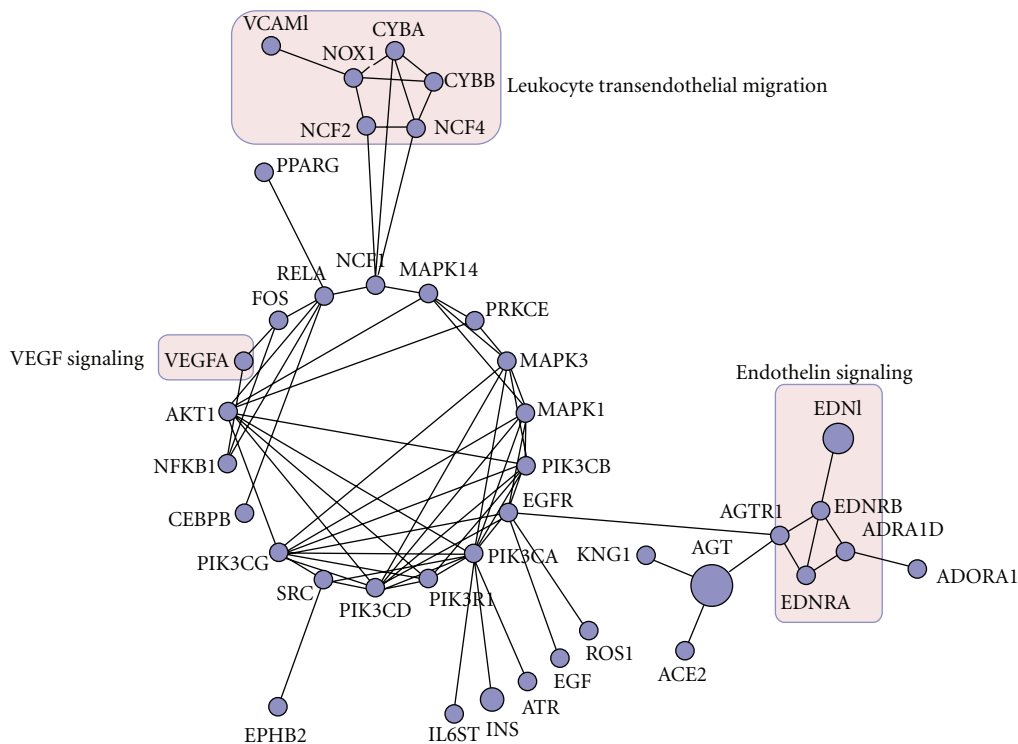 VCAMl
CYBA
NOX1
CYBB
Leukocyte transendothelial migration
NCF2
NCF4
PPARG
NCF1
MAPK14
RELA
FOS
PRKCE
VEGF signaling
VEGFA
MAPK3
Endothelin signaling
AKT1
MAPK1
EDNl
NFKB1
PIK3CB
EGFR
CEBPB
AGTR1
EDNRB
ADRA1D
PIK3CG
PIK3CA
KNG1
AGT
ADORA1
SRC
PIK3CD
PIK3R1
EDNRA
ROS1
EGF
ACE2
ATR
EPHB2
IL6ST
INS